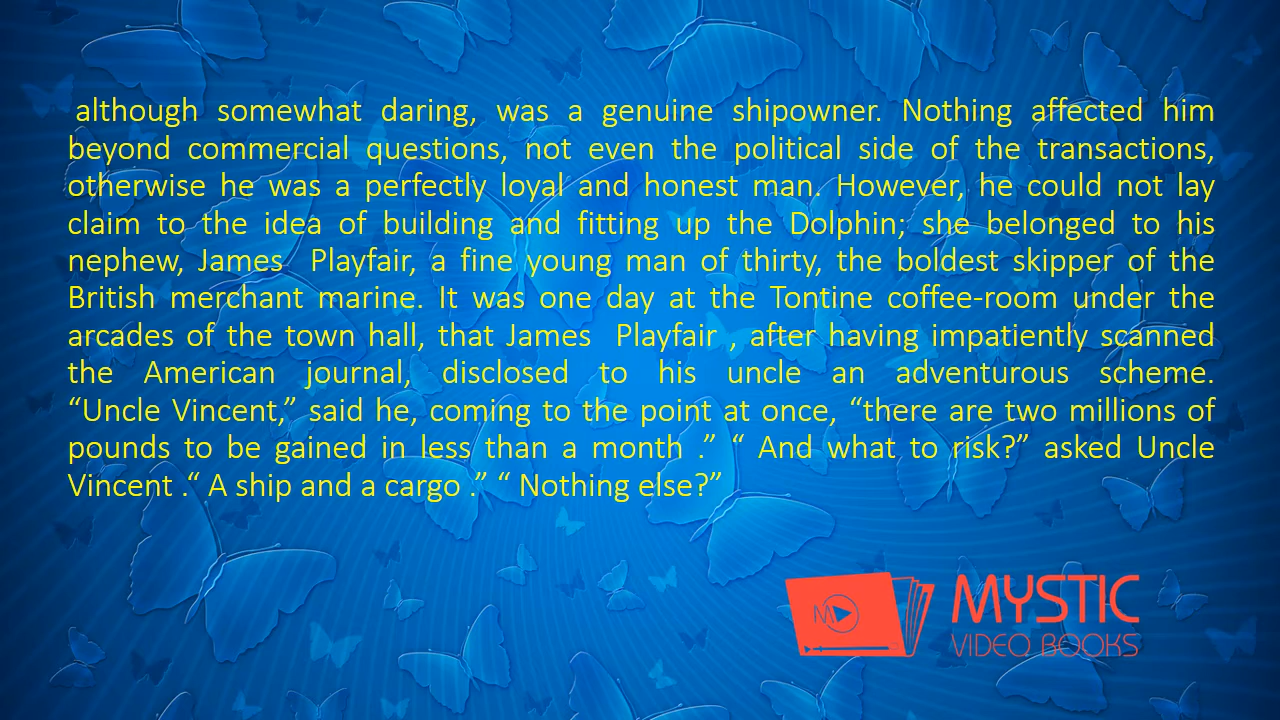 although somewhat daring, was a genuine shipowner. Nothing affected him
beyond commercial questions, not even the political side of the transactions,
otherwise he was a perfectly loyal and honest man. However, he could not lay
claim to the idea of building and fitting up the Dolphin; she belonged to his
nephew, James  Playfair, a fine young man of thirty, the boldest skipper of the
British merchant marine. It was one day at the Tontine coffee-room under the
arcades of the town hall, that James  Playfair , after having impatiently scanned
the American journal, disclosed to his uncle an adventurous scheme.
“Uncle Vincent,” said he, coming to the point at once, “there are two millions of
pounds to be gained in less than a month .” “ And what to risk?” asked Uncle
Vincent .“ A ship and a cargo .” “ Nothing else?”
MYSTIC
VIDEO BOOKS